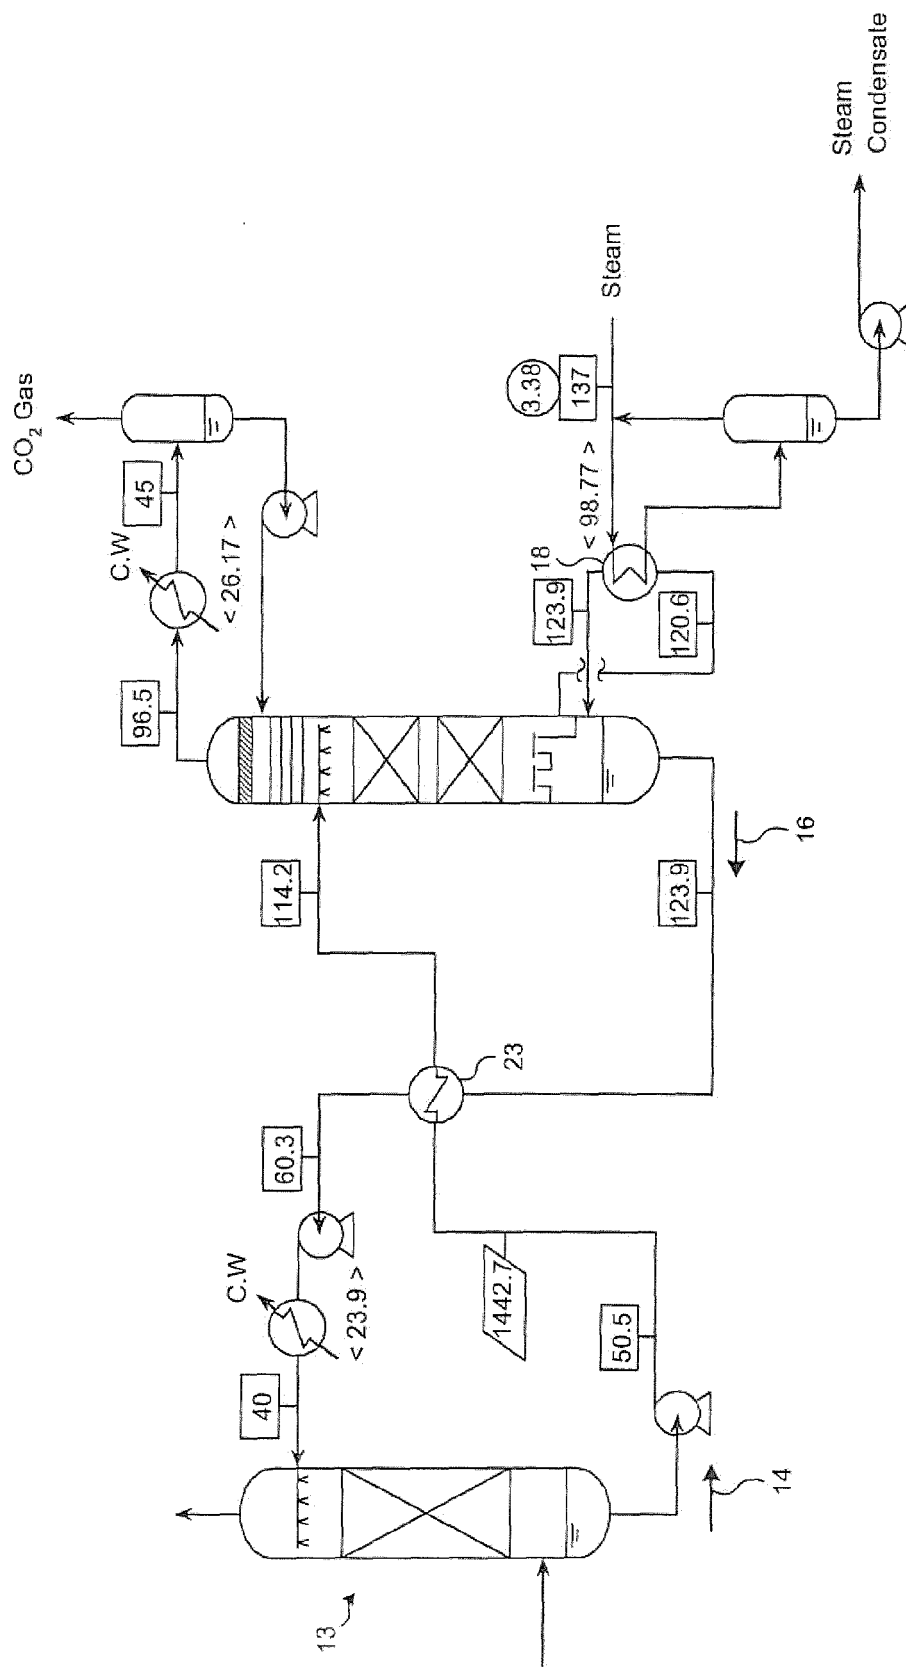 13
40
C.W
< 23.9 >
60.3
14
50.5
1442.7
23
114.2
123.9
16
96.5
C.W
< 26.17 >
45
CO₂ Gas
123.9
18
120.6
< 98.77 >
137
3.38
Steam
Steam
Condensate